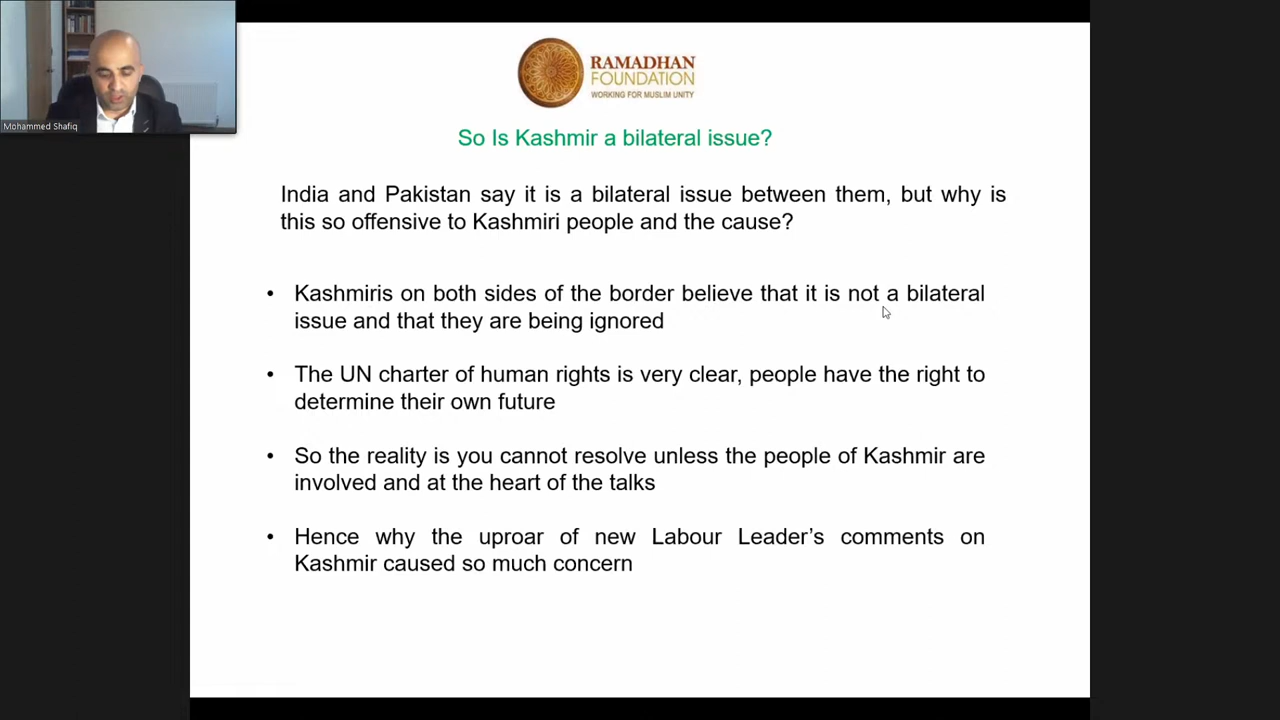 Mohammed Shafiq
RAMADHAN
FOUNDATION
WORKING FOR MUSLIM UNITY
So Is Kashmir a bilateral issue?
India and Pakistan say it is a bilateral issue between them, but why is
this so offensive to Kashmiri people and the cause?
• Kashmiris on both sides of the border believe that it is not a bilateral
issue and that they are being ignored
• The UN charter of human rights is very clear, people have the right to
determine their own future
• So the reality is you cannot resolve unless the people of Kashmir are
involved and at the heart of the talks
• Hence why the uproar of new Labour Leader’s comments on
Kashmir caused so much concern